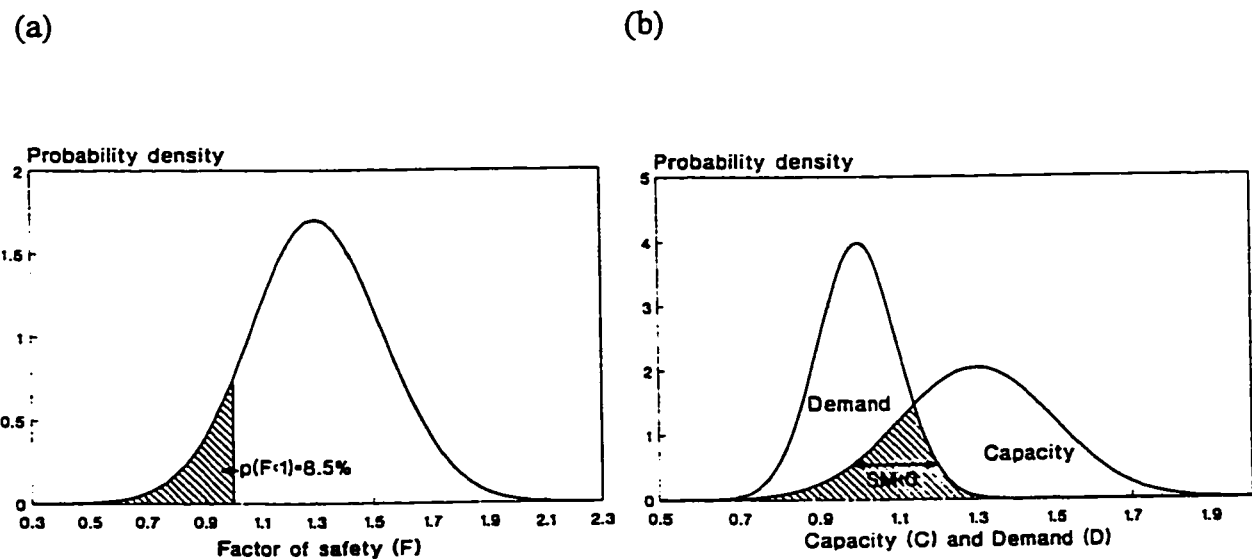 (a)
Probability density
2
1.5
1
0.5
0
p(F<1)=8.5%
0.3 0.5 0.7 0.9 1.1 1.3 1.5 1.7 1.9 2.1 2.3
Factor of safety (F)
(b)
Probability density
5
4
3
2
1
0
Demand
Capacity
0.5 0.7 0.9 1.1 1.3 1.5 1.7 1.9
Capacity (C) and Demand (D)